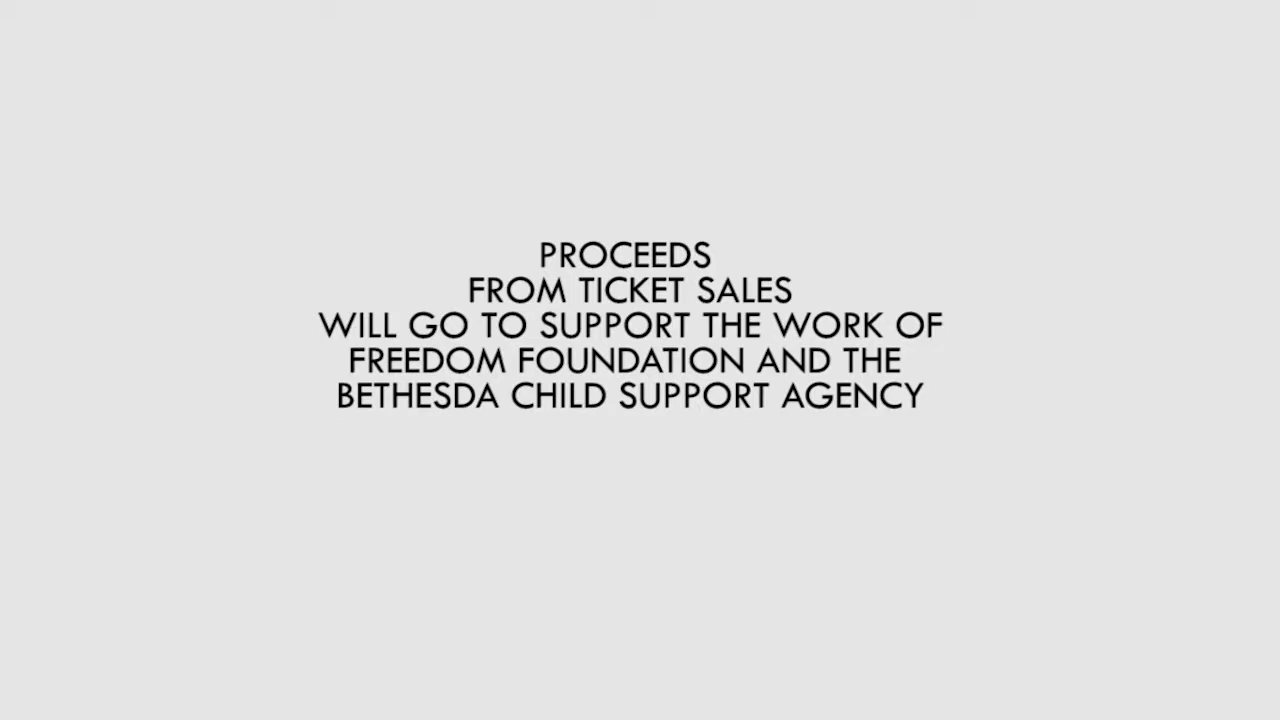 PROCEEDS
FROM TICKET SALES
WILL GO TO SUPPORT THE WORK OF
FREEDOM FOUNDATION AND THE
BETHESDA CHILD SUPPORT AGENCY